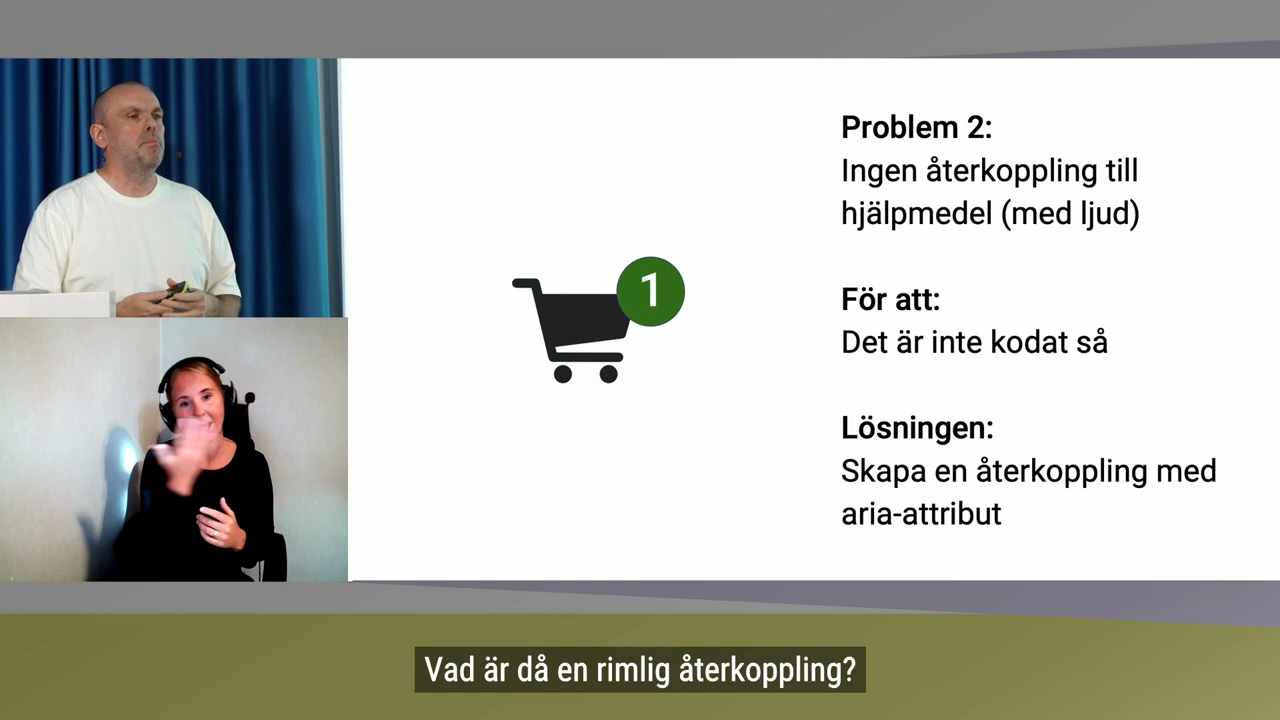 Problem 2:
Ingen återkoppling till
hjälpmedel (med ljud)
1
För att:
Det är inte kodat så
Lösningen:
Skapa en återkoppling med
aria-attribut
Vad är då en rimlig återkoppling?